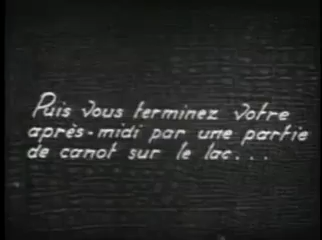 Puis vous terminez votre
après-midi par une partie
de canot sur le lac...